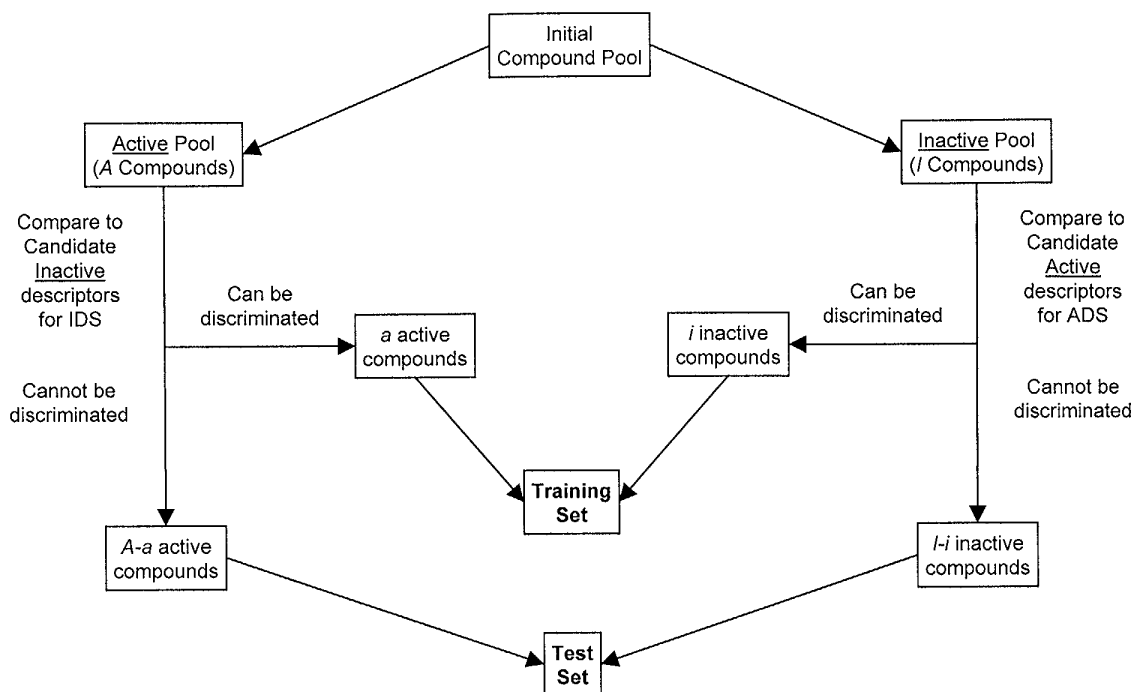 Initial
Compound Pool
Active Pool
(A Compounds)
Inactive Pool
(I Compounds)
Compare to
Candidate
Inactive
descriptors
for IDS
Compare to
Candidate
Active
descriptors
for ADS
Can be
discriminated
Can be
discriminated
a active
compounds
i inactive
compounds
Cannot be
discriminated
Cannot be
discriminated
Training
Set
A-a active
compounds
I-i inactive
compounds
Test
Set